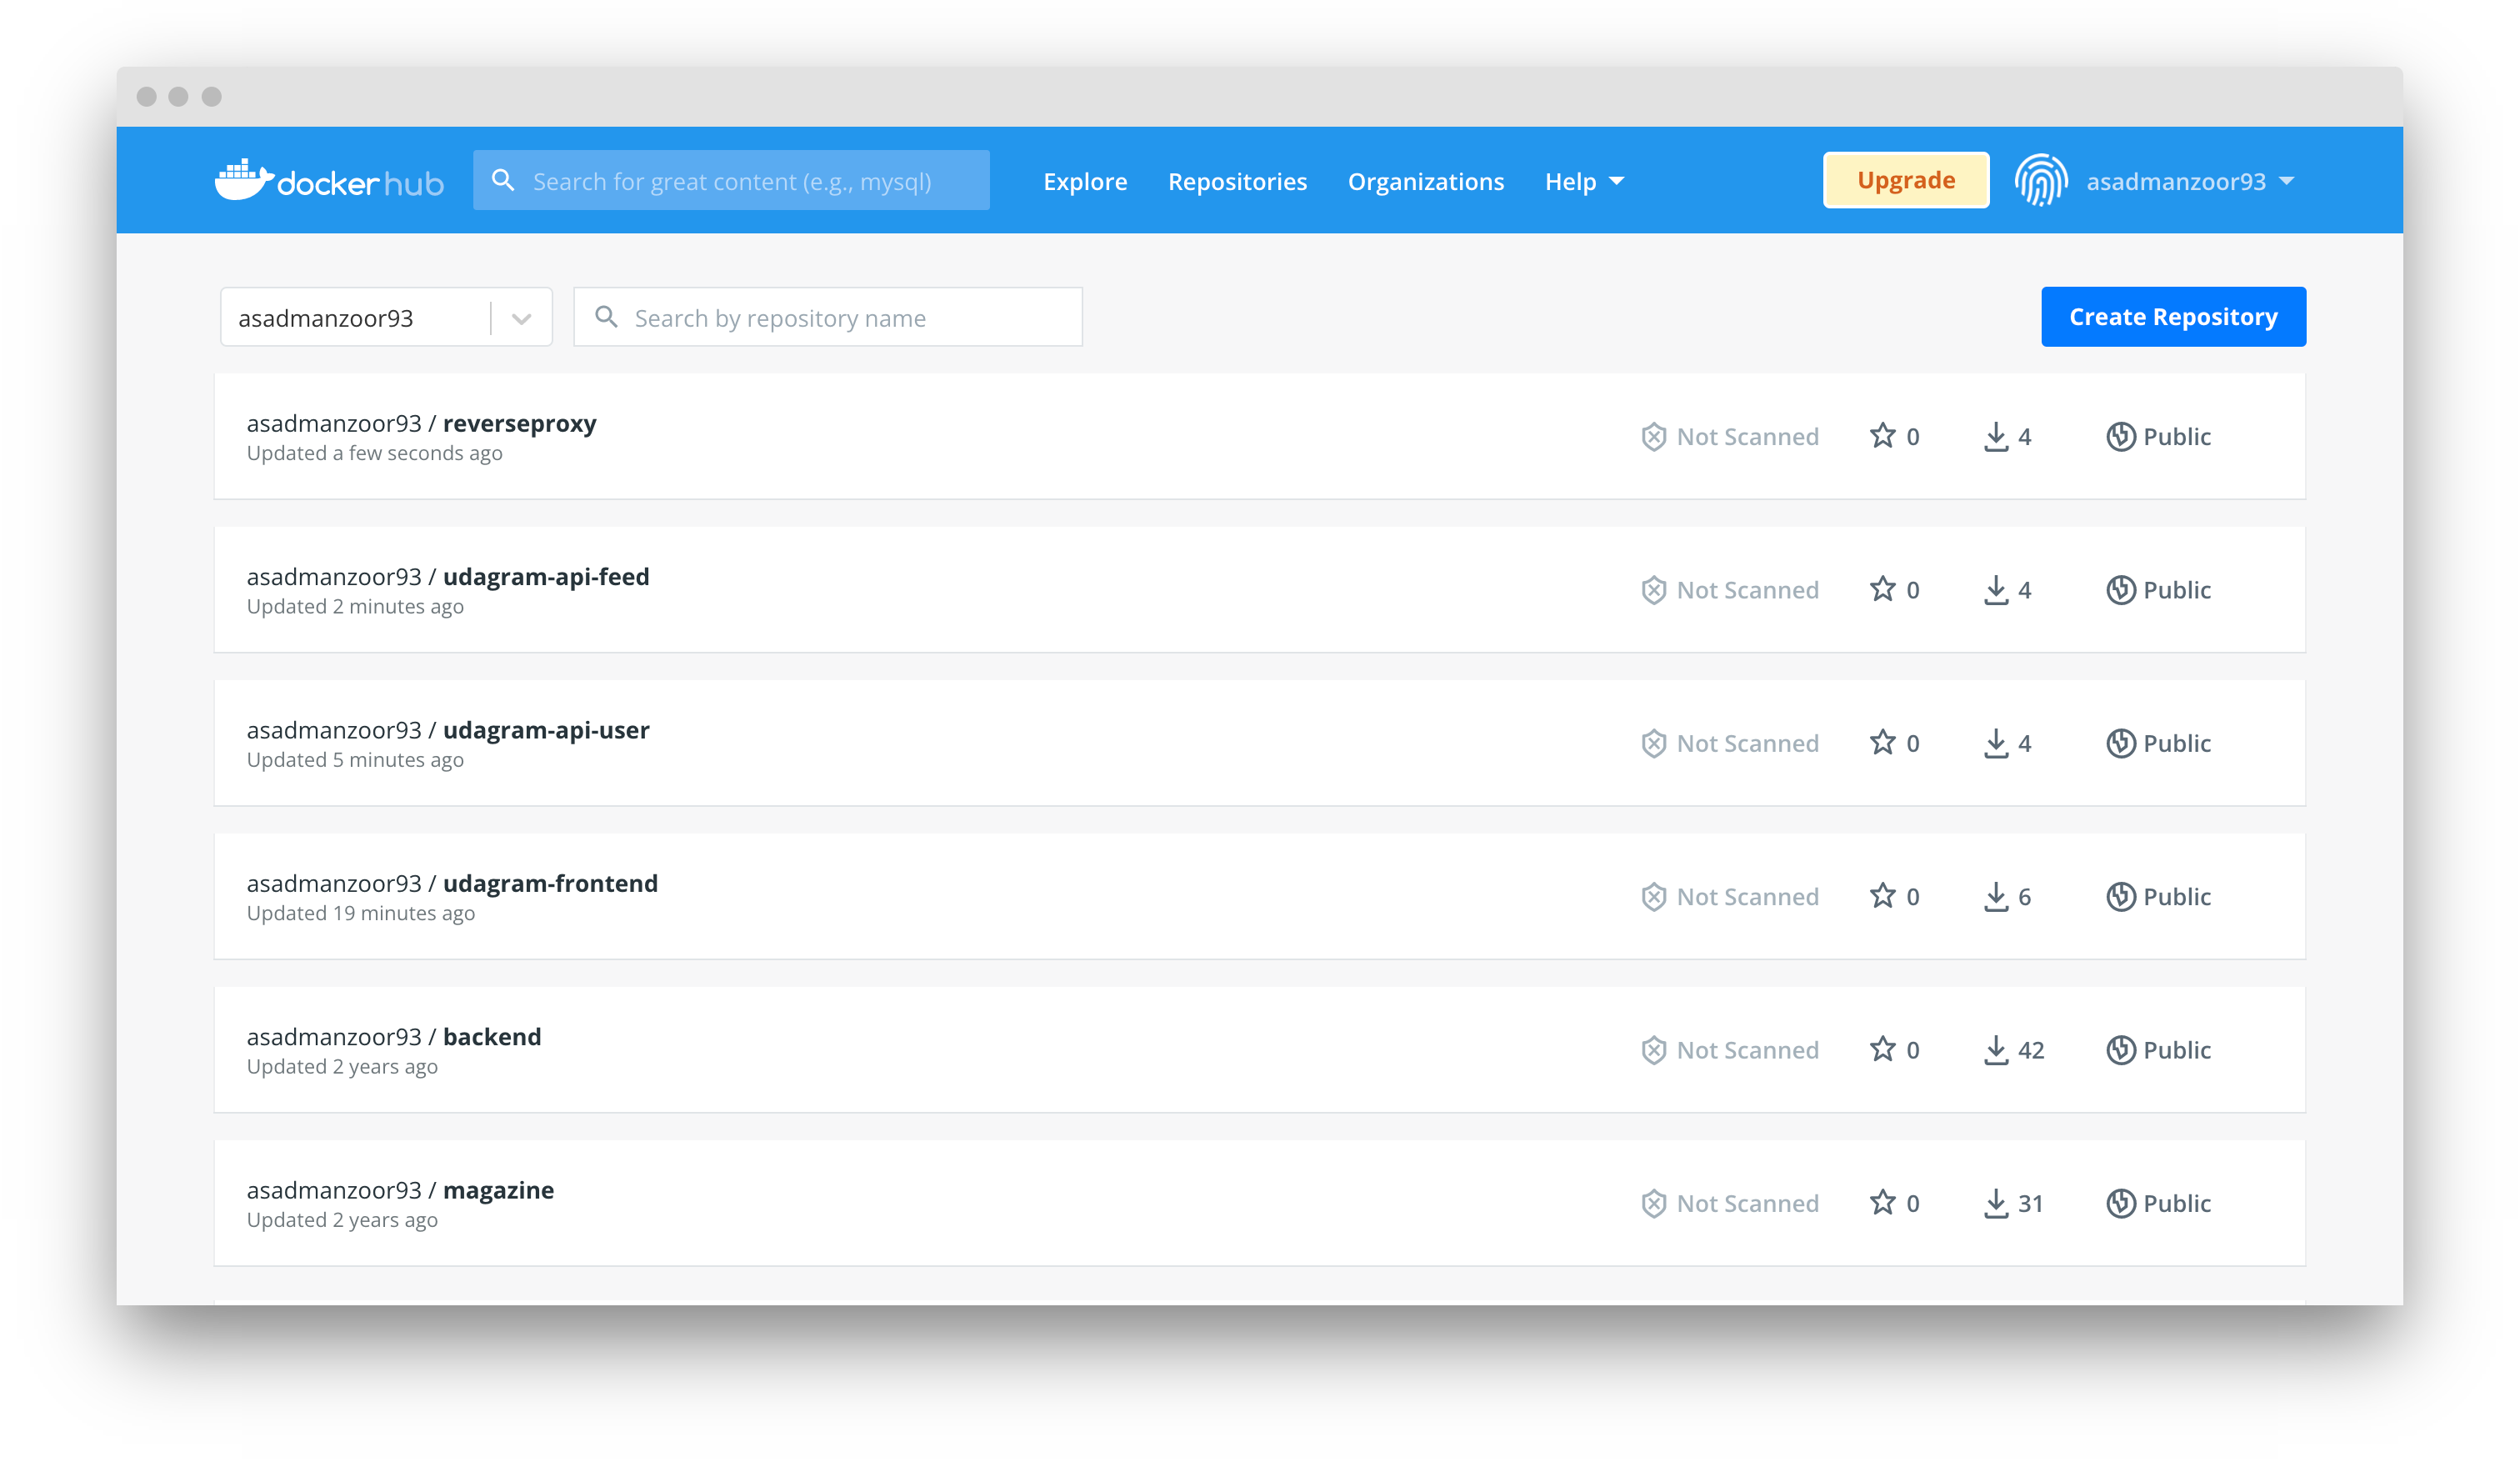 docker hub
Search for great content (e.g., mysql)
Explore
Repositories
Organizations
Help
Upgrade
asadmanzoor93
asadmanzoor93
Search by repository name
Create Repository
asadmanzoor93 / reverseproxy
Updated a few seconds ago
Not Scanned
0
4
Public
asadmanzoor93 / udagram-api-feed
Updated 2 minutes ago
Not Scanned
0
4
Public
asadmanzoor93 / udagram-api-user
Updated 5 minutes ago
Not Scanned
0
4
Public
asadmanzoor93 / udagram-frontend
Updated 19 minutes ago
Not Scanned
0
6
Public
asadmanzoor93 / backend
Updated 2 years ago
Not Scanned
0
42
Public
asadmanzoor93 / magazine
Updated 2 years ago
Not Scanned
0
31
Public